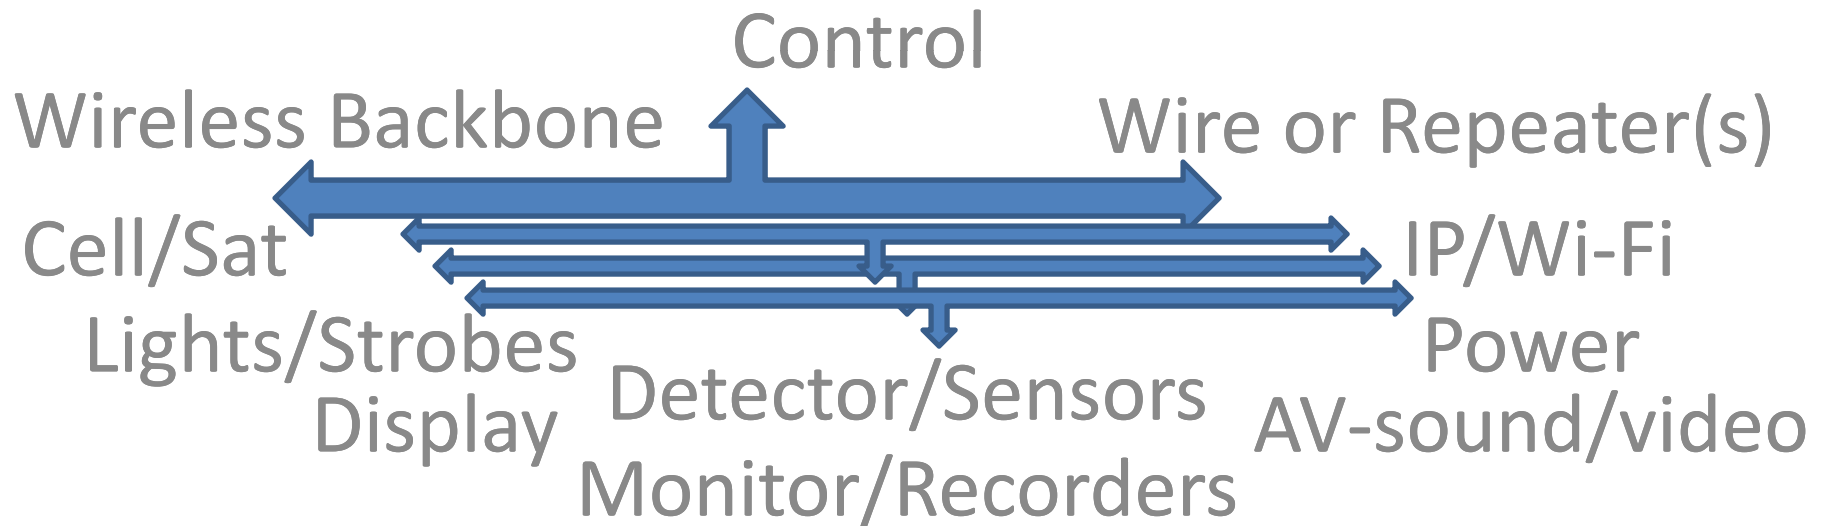 Control
Wireless Backbone
Wire or Repeater(s)
Cell/Sat
IP/Wi-Fi
Lights/Strobes
Power
Detector/Sensors
Display
AV-sound/video
Monitor/Recorders